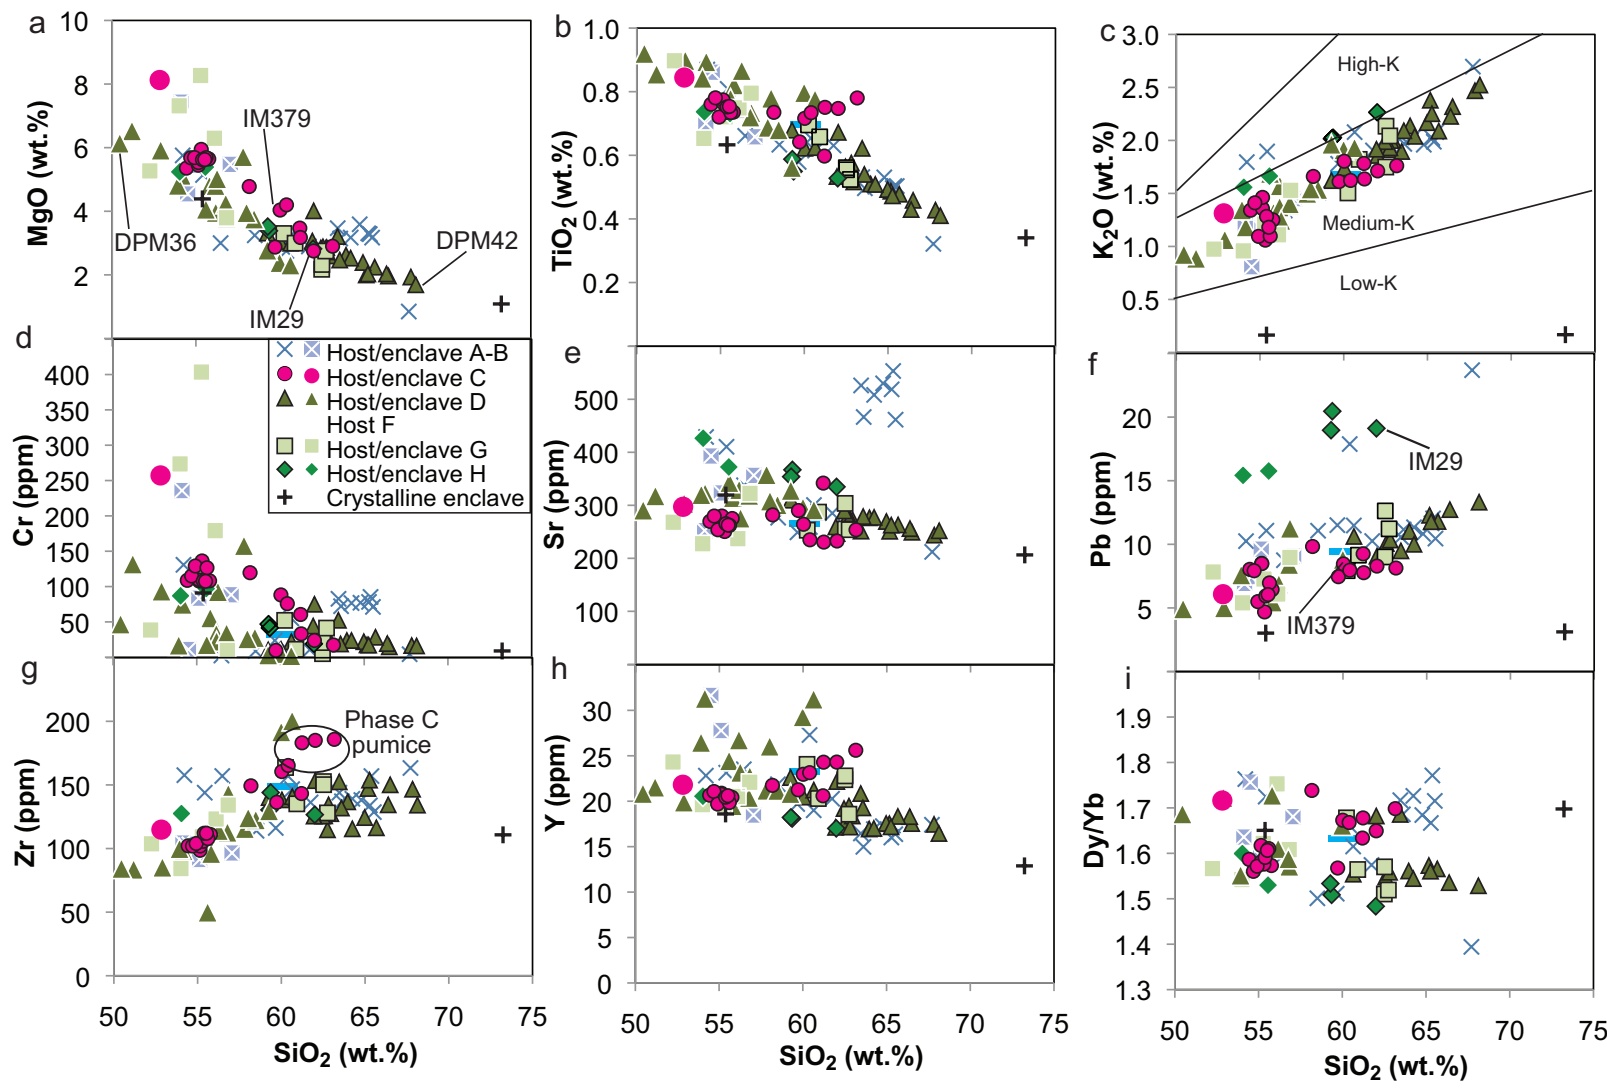 a
10
8
6
4
2
MgO (wt.%)
IM379
DPM36
DPM42
IM29
b
1.0
0.8
0.6
0.4
0.2
TiO2 (wt.%)
c
3.0
2.5
2.0
1.5
1.0
0.5
K2O (wt.%)
High-K
Medium-K
Low-K
d
400
350
300
250
200
150
100
50
Cr (ppm)
Host/enclave A-B
Host/enclave C
Host/enclave D
Host F
Host/enclave G
Host/enclave H
Crystalline enclave
e
500
400
300
200
100
Sr (ppm)
f
20
15
10
5
Pb (ppm)
IM29
IM379
g
200
150
100
50
0
Zr (ppm)
Phase C
pumice
50 55 60 65 70 75
SiO2 (wt.%)
h
30
25
20
15
10
5
0
Y (ppm)
50 55 60 65 70 75
SiO2 (wt.%)
i
1.9
1.8
1.7
1.6
1.5
1.4
1.3
Dy/Yb
50 55 60 65 70 75
SiO2 (wt.%)